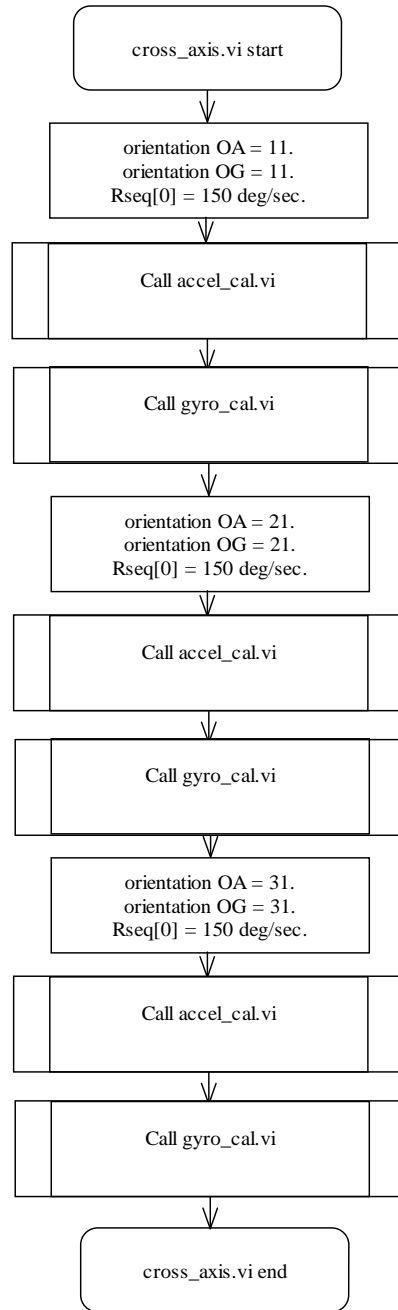 cross_axis.vi start
orientation OA = 11.
orientation OG = 11.
Rseq[0] = 150 deg/sec.
Call accel_cal.vi
Call gyro_cal.vi
orientation OA = 21.
orientation OG = 21.
Rseq[0] = 150 deg/sec.
Call accel_cal.vi
Call gyro_cal.vi
orientation OA = 31.
orientation OG = 31.
Rseq[0] = 150 deg/sec.
Call accel_cal.vi
Call gyro_cal.vi
cross_axis.vi end